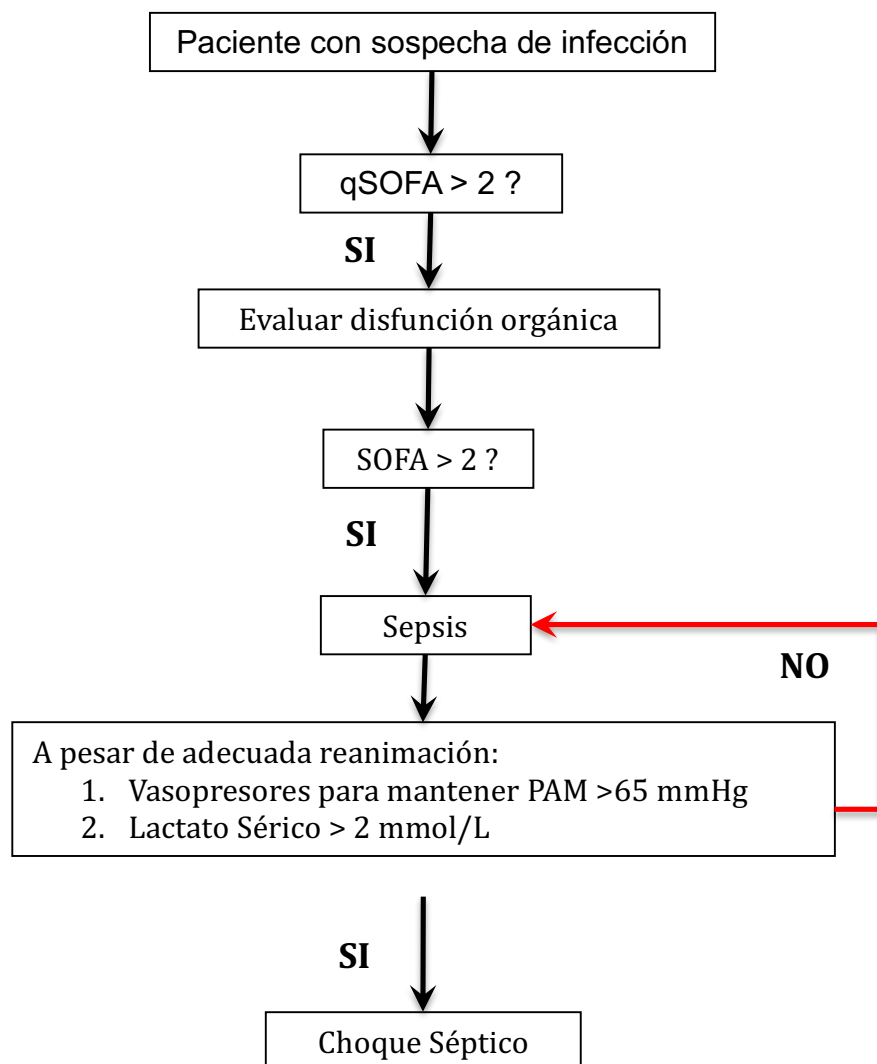 Paciente con sospecha de infección
qSOFA > 2 ?
SI
Evaluar disfunción orgánica
SOFA > 2 ?
SI
Sepsis
NO
A pesar de adecuada reanimación:
1. Vasopresores para mantener PAM >65 mmHg
2. Lactato Sérico > 2 mmol/L
SI
Choque Séptico